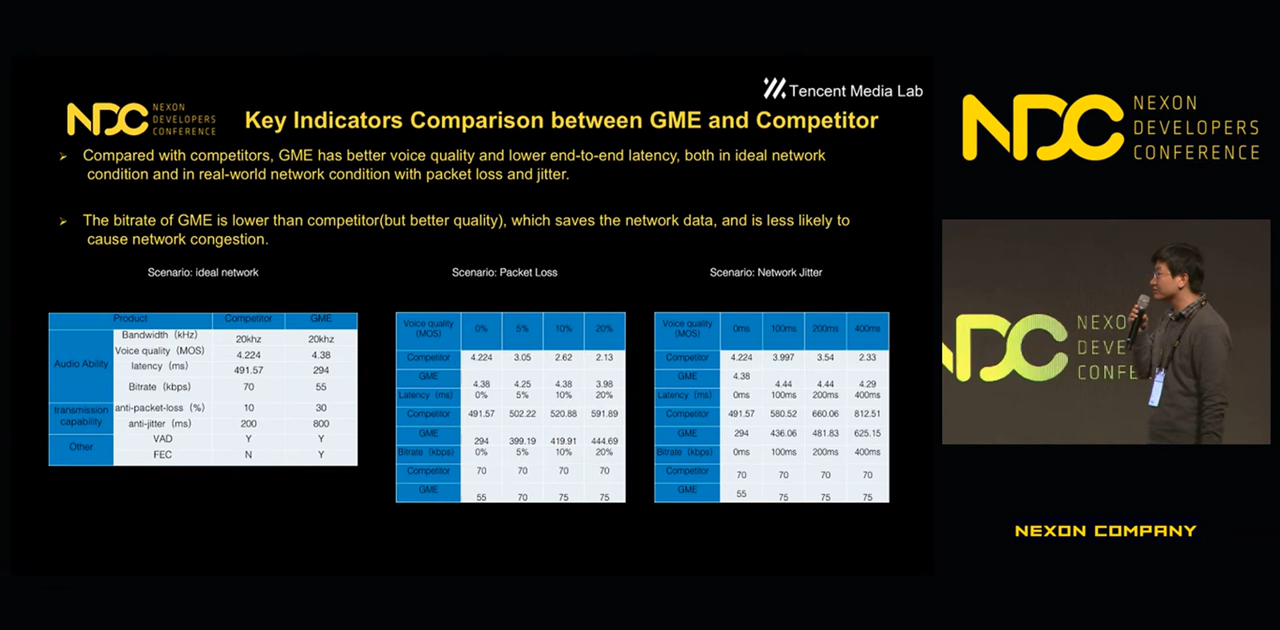 Tencent Media Lab
NDC NEXON DEVELOPERS CONFERENCE
Key Indicators Comparison between GME and Competitor
➢ Compared with competitors, GME has better voice quality and lower end-to-end latency, both in ideal network
condition and in real-world network condition with packet loss and jitter.
➢ The bitrate of GME is lower than competitor(but better quality), which saves the network data, and is less likely to
cause network congestion.
Scenario: ideal network
Product Competitor GME
Audio Ability
Bandwidth (kHz) 20khz 20khz
Voice quality (MOS) 4.224 4.38
latency (ms) 491.57 294
Bitrate (kbps) 70 55
transmission
capability
anti-packet-loss (%) 10 30
anti-jitter (ms) 200 800
Other
VAD Y Y
FEC N Y
Scenario: Packet Loss
Voice quality
(MOS) 0% 5% 10% 20%
Competitor 4.224 3.05 2.62 2.13
GME 4.38 4.25 4.38 3.98
Latency (ms) 0% 5% 10% 20%
Competitor 491.57 502.22 520.88 591.89
GME 294 399.19 419.91 444.69
Bitrate (kbps) 0% 5% 10% 20%
Competitor 70 70 70 70
GME 55 70 75 75
Scenario: Network Jitter
Voice quality
(MOS) 0ms 100ms 200ms 400ms
Competitor 4.224 3.997 3.54 2.33
GME 4.38 4.44 4.44 4.29
Latency (ms) 0ms 100ms 200ms 400ms
Competitor 491.57 580.52 660.06 812.51
GME 294 436.06 481.83 625.15
Bitrate (kbps) 0ms 100ms 200ms 400ms
Competitor 70 70 70 70
GME 55 75 75 75
NDC
NEXON
DEVELOPERS
CONFERENCE
DC
NEXO
DEVE
CONFE
NEXON COMPANY